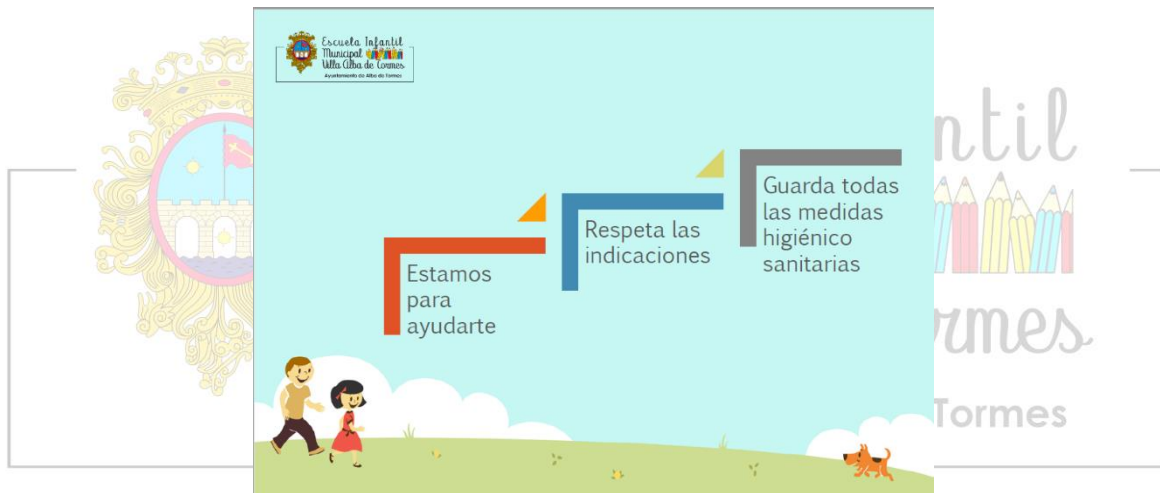 Escuela Infantil
Municipal
Villa Alba de Tormes
Ayuntamiento de Alba de Tormes
Estamos
para
ayudarte
Respeta las
indicaciones
Guarda todas
las medidas
higiénico
sanitarias
ntil
rmes
Tormes